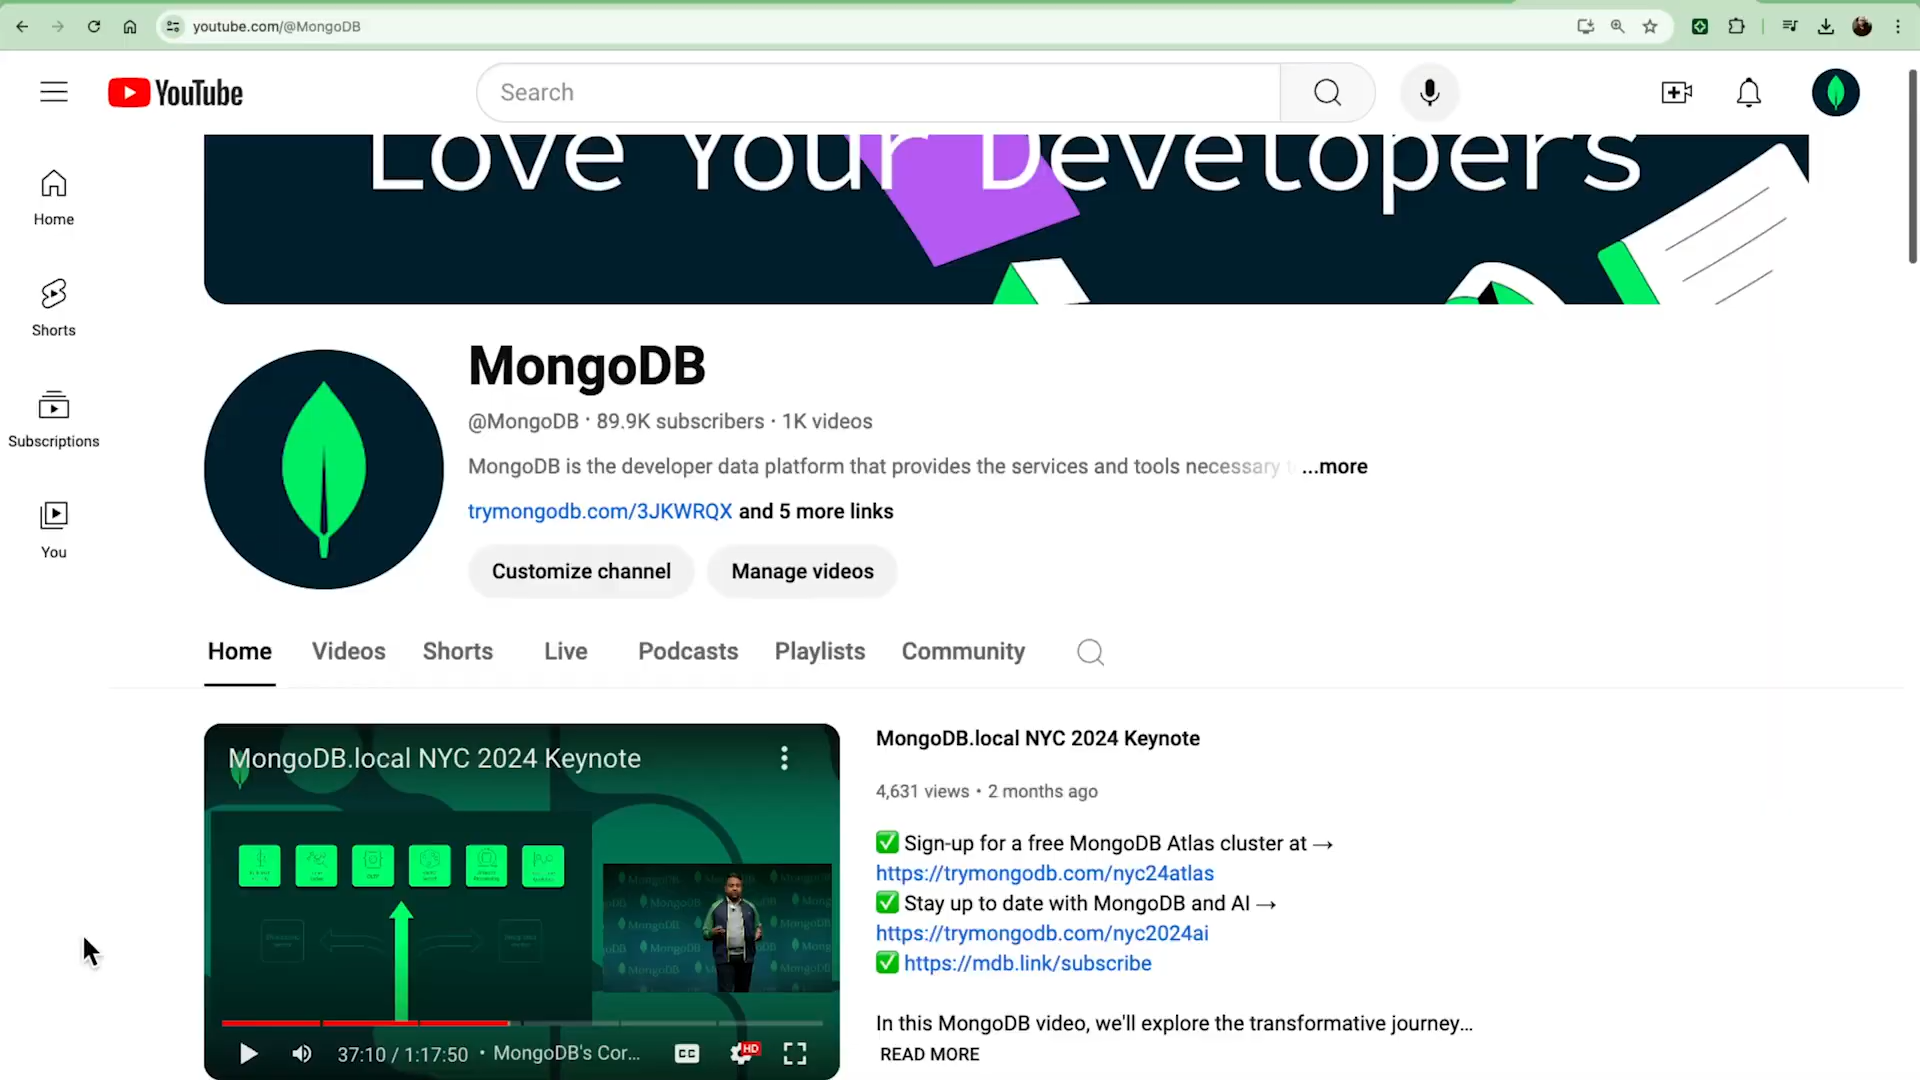 youtube.com/@MongoDB
YouTube
Search
Love Your Developers
Home
Shorts
Subscriptions
You
MongoDB
@MongoDB · 89.9K subscribers · 1K videos
MongoDB is the developer data platform that provides the services and tools necessary ...more
trymongodb.com/3JKWRQX and 5 more links
Customize channel
Manage videos
Home Videos Shorts Live Podcasts Playlists Community
MongoDB.local NYC 2024 Keynote
37:10 / 1:17:50 • MongoDB's Cor...
CC
HD
MongoDB.local NYC 2024 Keynote
4,631 views • 2 months ago
✅ Sign-up for a free MongoDB Atlas cluster at →
https://trymongodb.com/nyc24atlas
✅ Stay up to date with MongoDB and AI →
https://trymongodb.com/nyc2024ai
✅ https://mdb.link/subscribe
In this MongoDB video, we'll explore the transformative journey...
READ MORE